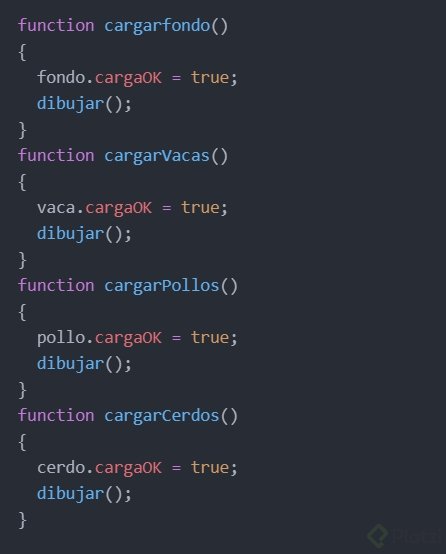 function cargarfondo()
{
  fondo.cargaOK = true;
  dibujar();
}
function cargarVacas()
{
  vaca.cargaOK = true;
  dibujar();
}
function cargarPollos()
{
  pollo.cargaOK = true;
  dibujar();
}
function cargarCerdos()
{
  cerdo.cargaOK = true;
  dibujar();
}
Platzi